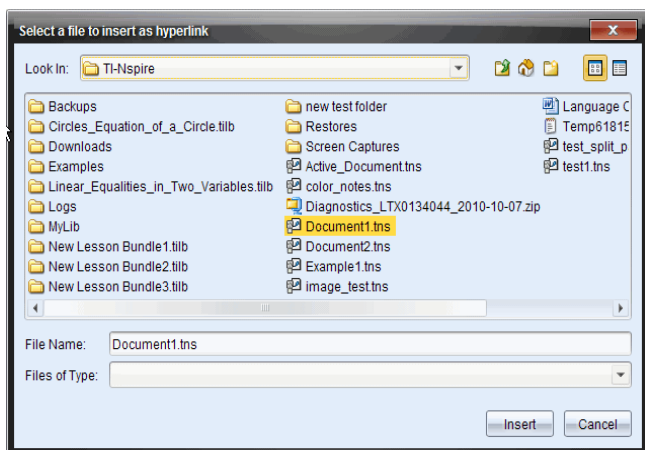 Select a file to insert as hyperlink
X
Look In: TI-Nspire
Backups
Circles_Equation_of_a_Circle.tilb
Downloads
Examples
Linear_Equalities_in_Two_Variables.tilb
Logs
MyLib
New Lesson Bundle1.tilb
New Lesson Bundle2.tilb
New Lesson Bundle3.tilb
new test folder
Restores
Screen Captures
Active_Document.tns
color_notes.tns
Diagnostics_LTX0134044_2010-10-07.zip
Document1.tns
Document2.tns
Example1.tns
image_test.tns
Language C
Temp61815
test_split_p
test1.tns
File Name: Document1.tns
Files of Type:
Insert Cancel